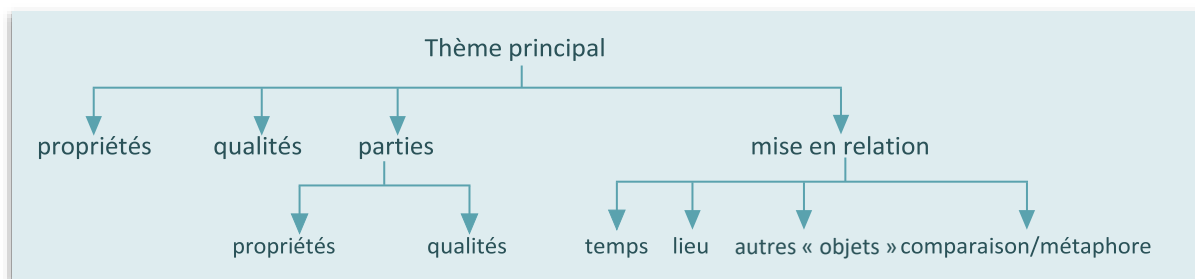 Thème principal
propriétés qualités parties mise en relation
propriétés qualités temps lieu autres « objets » comparaison/métaphore